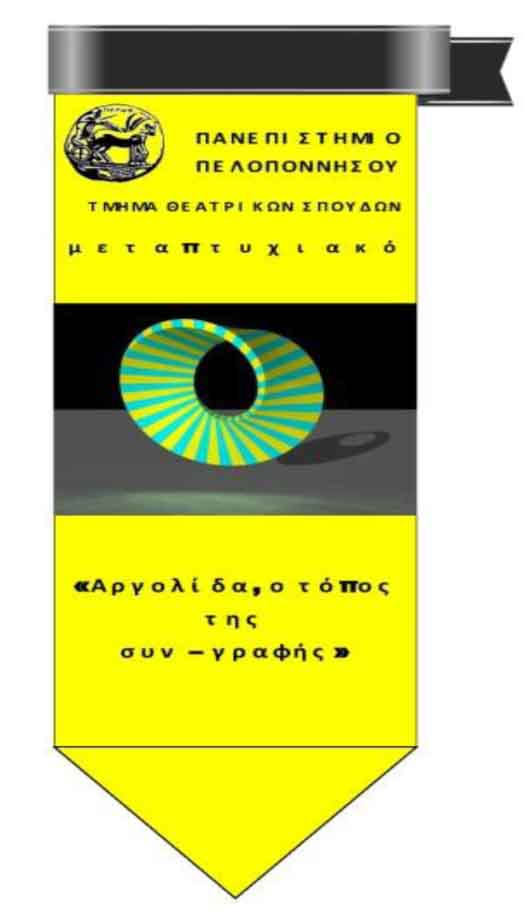 ΠΑΝΕΠΙΣΤΗΜΙΟ
ΠΕΛΟΠΟΝΝΗΣΟΥ
ΤΜΗΜΑ ΘΕΑΤΡΙΚΩΝ ΣΠΟΥΔΩΝ
μεταπτυχιακό
«Αργολίδα, ο τόπος
της
συν – γραφής»